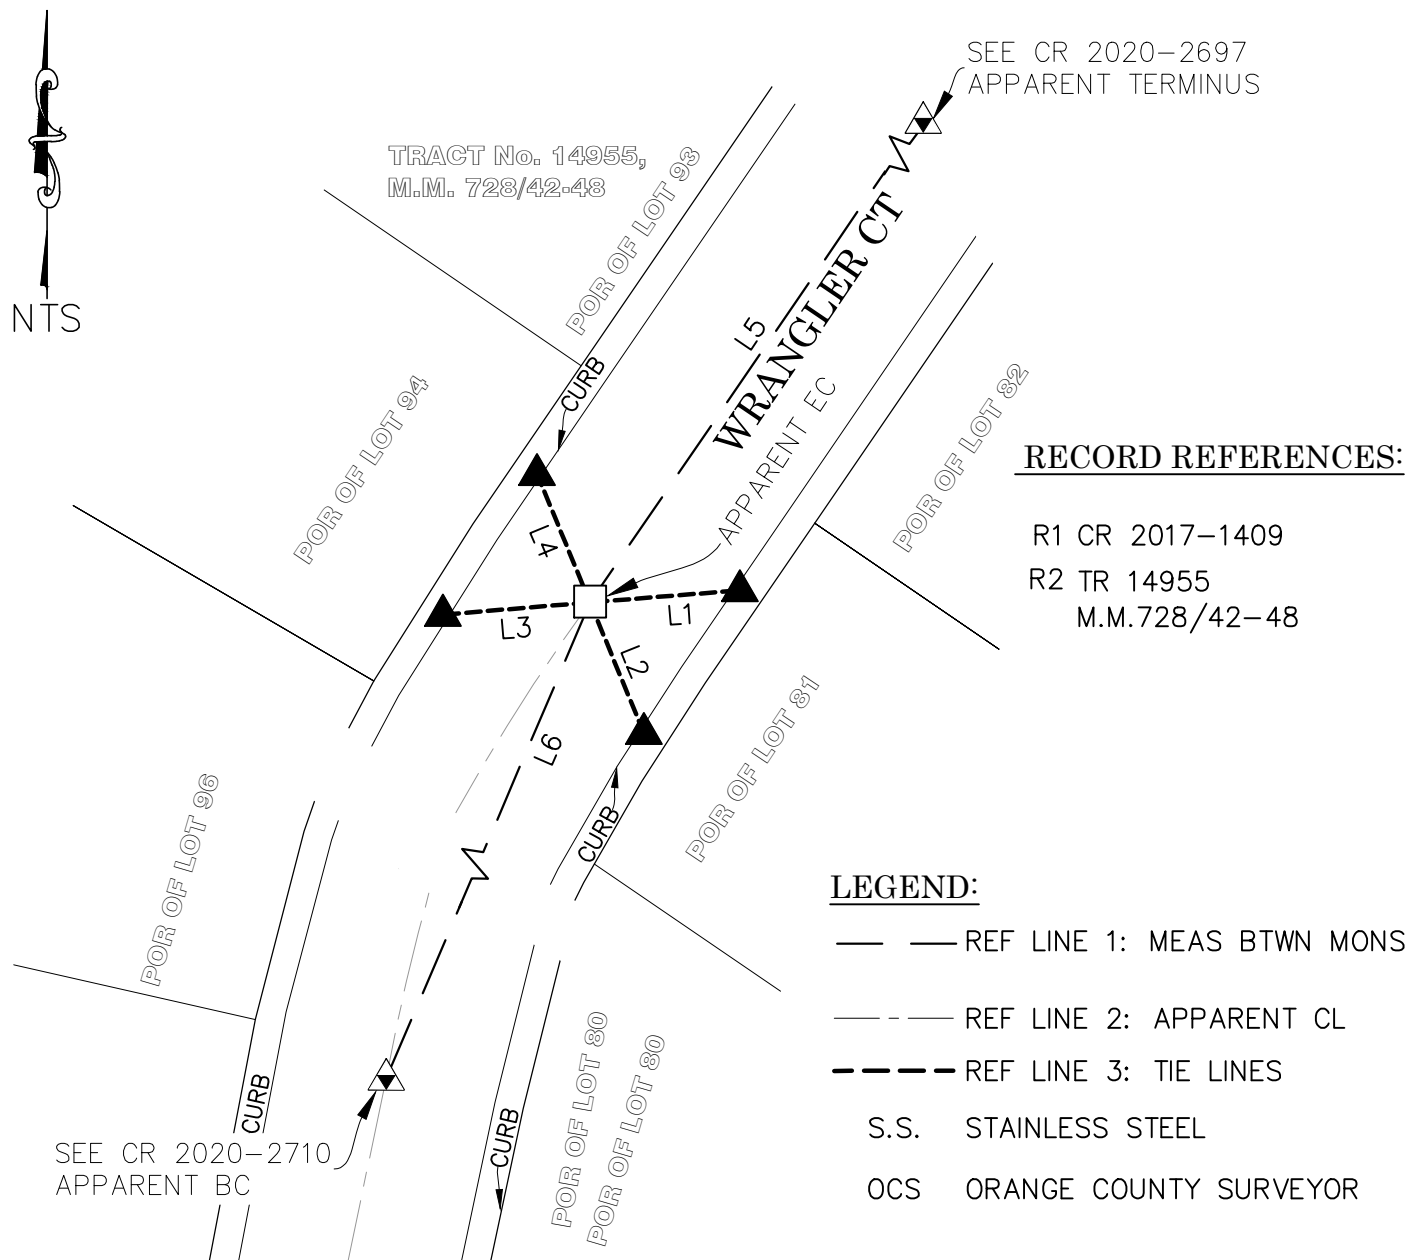 SEE CR 2020-2697
APPARENT TERMINUS
TRACT No. 14955,
M.M. 728/42-48
POR OF LOT 93
NTS
WRANGLER CT
L5
CURB
APPARENT EC
POR OF LOT 94
POR OF LOT 82
RECORD REFERENCES:
R1 CR 2017-1409
R2 TR 14955
M.M.728/42-48
L4
L3
L1
L2
L6
POR OF LOT 81
CURB
POR OF LOT 96
LEGEND:
REF LINE 1: MEAS BTWN MONS
REF LINE 2: APPARENT CL
REF LINE 3: TIE LINES
S.S. STAINLESS STEEL
OCS ORANGE COUNTY SURVEYOR
POR OF LOT 80
POR OF LOT 80
CURB
CURB
SEE CR 2020-2710
APPARENT BC